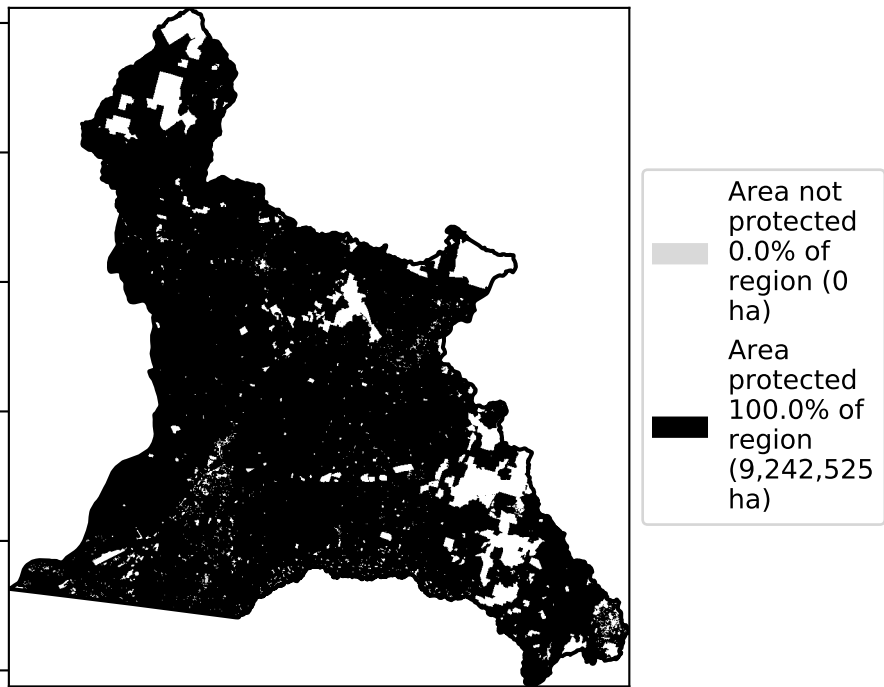 Area not
protected
0.0% of
region (0
ha)
Area
protected
100.0% of
region
(9,242,525
ha)